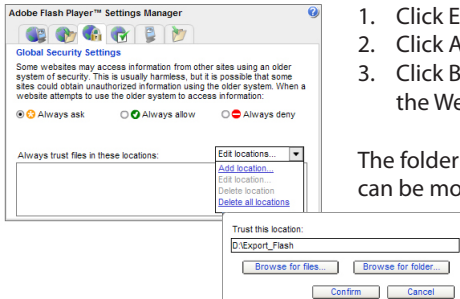 Adobe Flash Player™ Settings Manager
Global Security Settings
Some websites may access information from other sites using an older
system of security. This is usually harmless, but it is possible that some
sites could obtain unauthorized information using the older system. When a
website attempts to use the older system to access information:
Always ask Always allow Always deny
Always trust files in these locations:
Edit locations...
Add location...
Edit location...
Delete location
Delete all locations
Trust this location:
D:\Export_Flash
Browse for files... Browse for folder...
Confirm Cancel
1. Click E
2. Click A
3. Click B
the We
The folder
can be mo